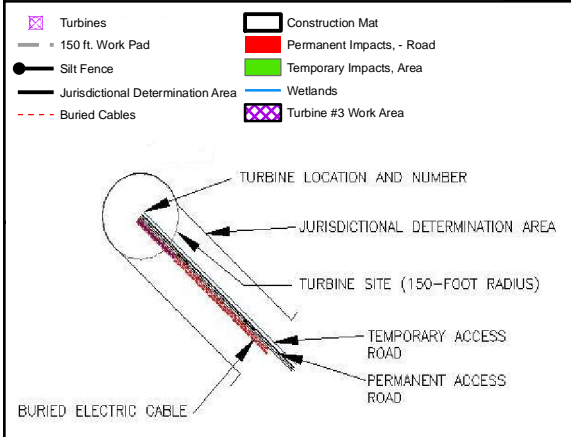 Turbines
150 ft. Work Pad
Silt Fence
Jurisdictional Determination Area
Buried Cables
Construction Mat
Permanent Impacts, - Road
Temporary Impacts, Area
Wetlands
Turbine #3 Work Area
TURBINE LOCATION AND NUMBER
JURISDICTIONAL DETERMINATION AREA
TURBINE SITE (150-FOOT RADIUS)
TEMPORARY ACCESS
ROAD
PERMANENT ACCESS
ROAD
BURIED ELECTRIC CABLE